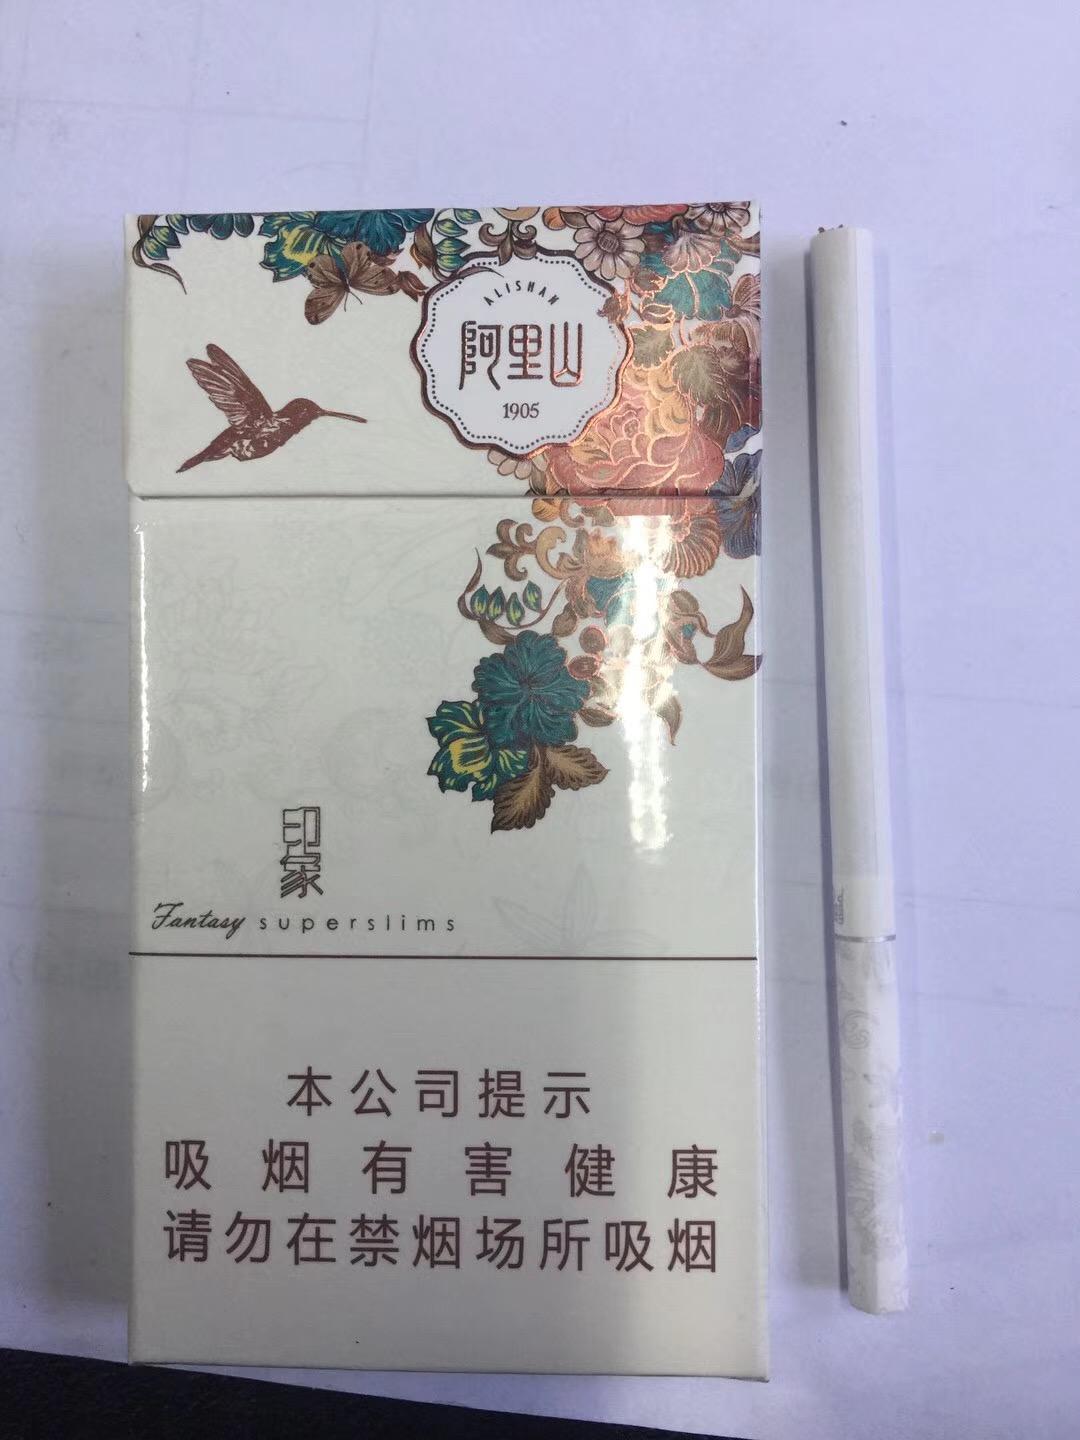 ALISHAN
阿里山
1905
印象
Fantasy superslims
本公司提示
吸烟有害健康
请勿在禁烟场所吸烟